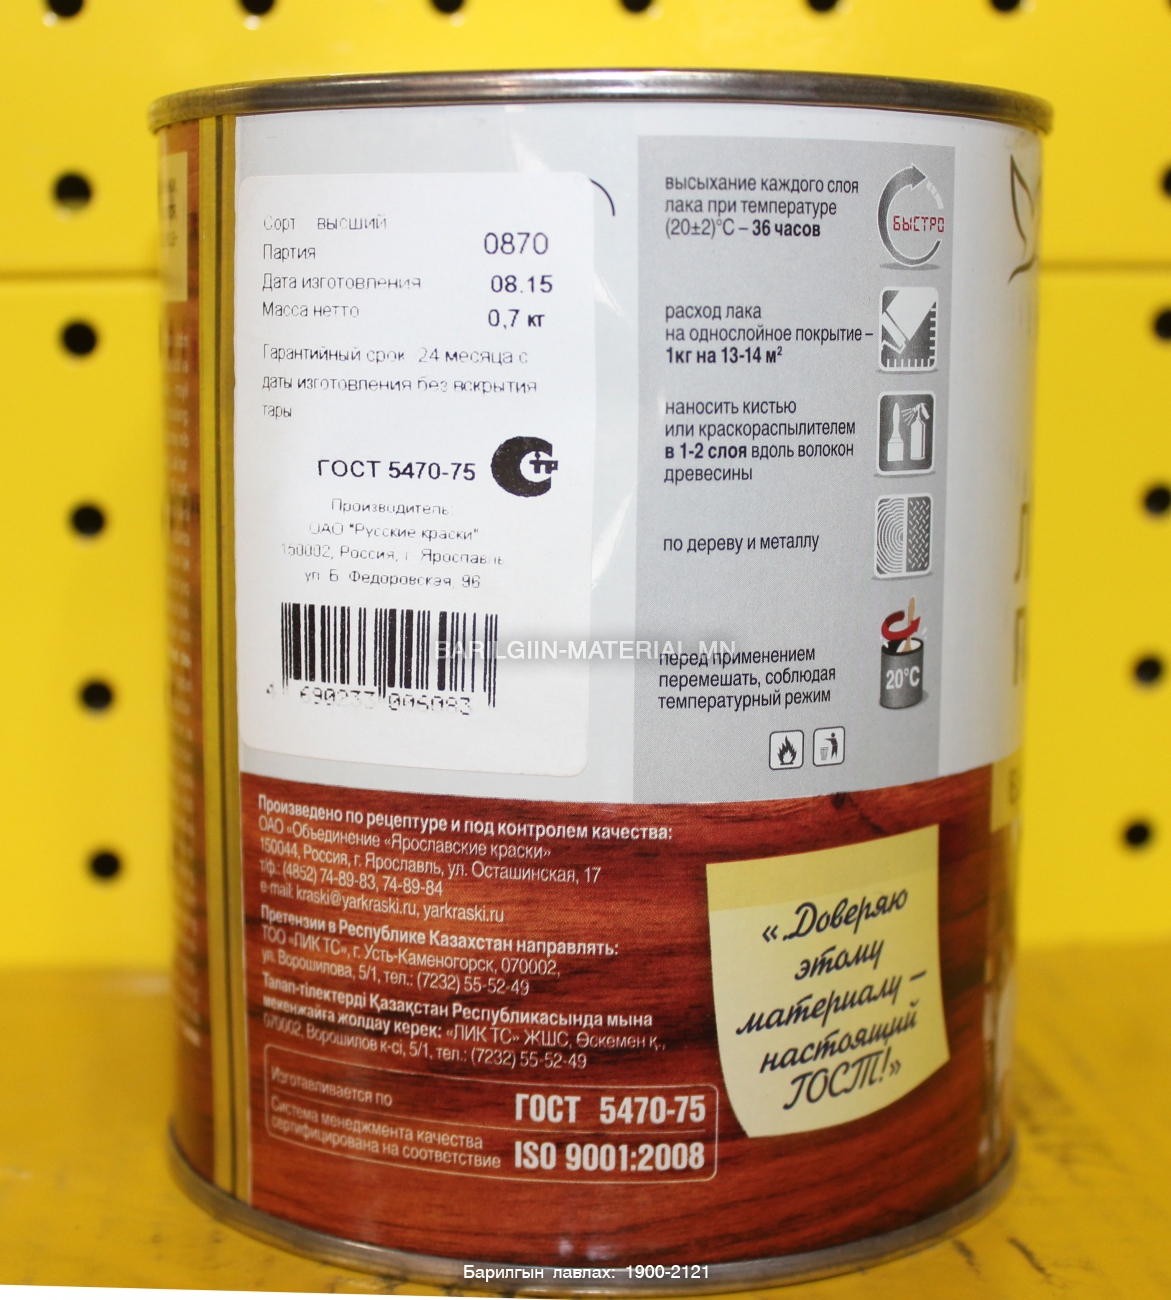 Сорт высший
Партия 0870
Дата изготовления 08.15
Масса нетто 0,7 кг
Гарантийный срок 24 месяца с
даты изготовления без вскрытия
тары
ГОСТ 5470-75
Производитель:
ОАО "Русские краски"
150002, Россия, г. Ярославль
ул. Б. Федоровская, 96
4 690233 006083
высыхание каждого слоя
лака при температуре
(20±2)°С – 36 часов
БЫСТРО
расход лака
на однослойное покрытие –
1кг на 13-14 м²
наносить кистью
или краскораспылителем
в 1-2 слоя вдоль волокон
древесины
по дереву и металлу
перед применением
перемешать, соблюдая
температурный режим
20°С
BARILGIIN-MATERIAL.MN
Произведено по рецептуре и под контролем качества:
ОАО «Объединение «Ярославские краски»
150044, Россия, г. Ярославль, ул. Осташинская, 17
т/ф.: (4852) 74-89-83, 74-89-84
e-mail: kraski@yarkraski.ru, yarkraski.ru
Претензии в Республике Казахстан направлять:
ТОО «ЛИК ТС», г. Усть-Каменогорск, 070002,
ул. Ворошилова, 5/1, тел.: (7232) 55-52-49
Талап-тілектерді Қазақстан Республикасында мына
мекенжайға жолдау керек: «ЛИК ТС» ЖШС, Өскемен қ.,
070002, Ворошилов к-сі, 5/1, тел.: (7232) 55-52-49
Изготавливается по ГОСТ 5470-75
Система менеджмента качества
сертифицирована на соответствие ISO 9001:2008
«Доверяю
этому
материалу –
настоящий
ГОСТ!»
Барилгын лавлах: 1900-2121